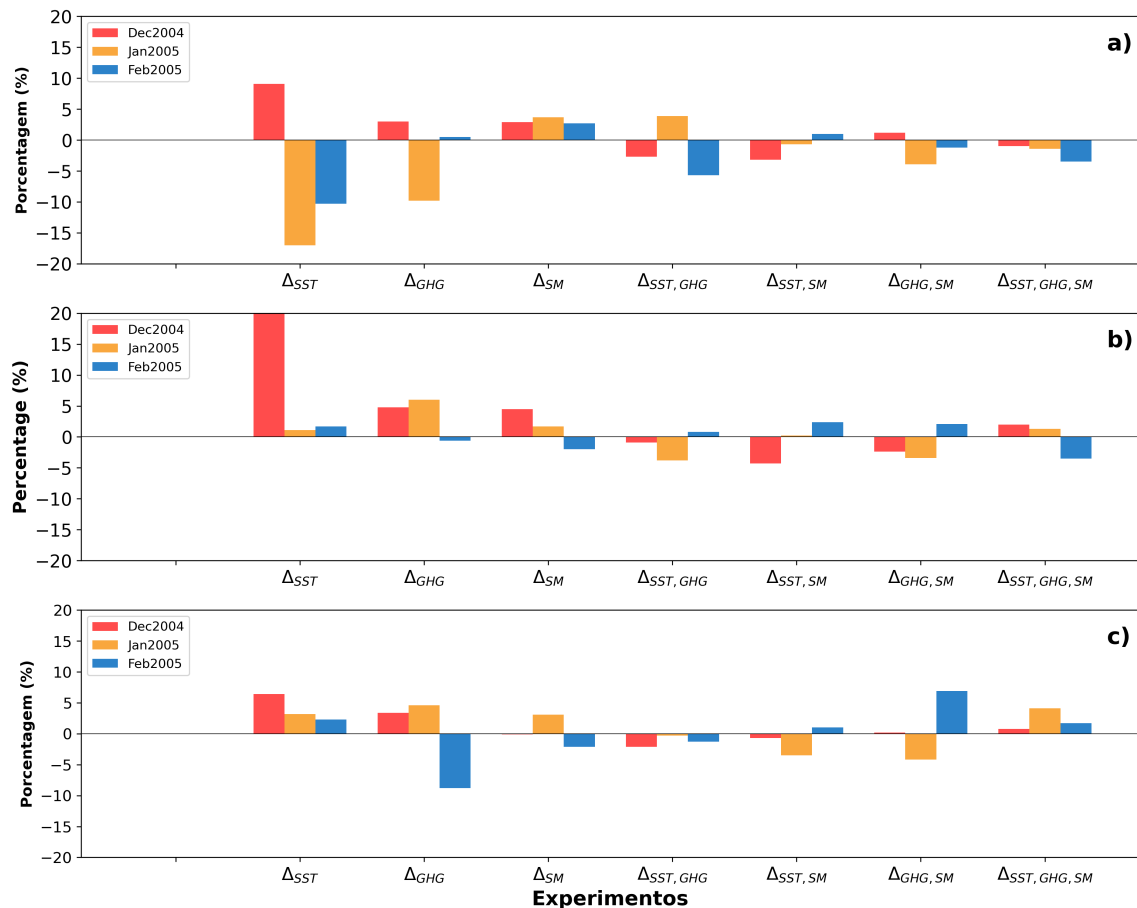 a)
Dec2004
Jan2005
Feb2005
Porcentagem (%)
20
15
10
5
0
−5
−10
−15
−20
Δ_SST Δ_GHG Δ_SM Δ_SST, GHG Δ_SST, SM Δ_GHG, SM Δ_SST, GHG, SM
b)
Dec2004
Jan2005
Feb2005
Percentage (%)
20
15
10
5
0
−5
−10
−15
−20
Δ_SST Δ_GHG Δ_SM Δ_SST, GHG Δ_SST, SM Δ_GHG, SM Δ_SST, GHG, SM
c)
Dec2004
Jan2005
Feb2005
Porcentagem (%)
20
15
10
5
0
−5
−10
−15
−20
Δ_SST Δ_GHG Δ_SM Δ_SST, GHG Δ_SST, SM Δ_GHG, SM Δ_SST, GHG, SM
Experimentos